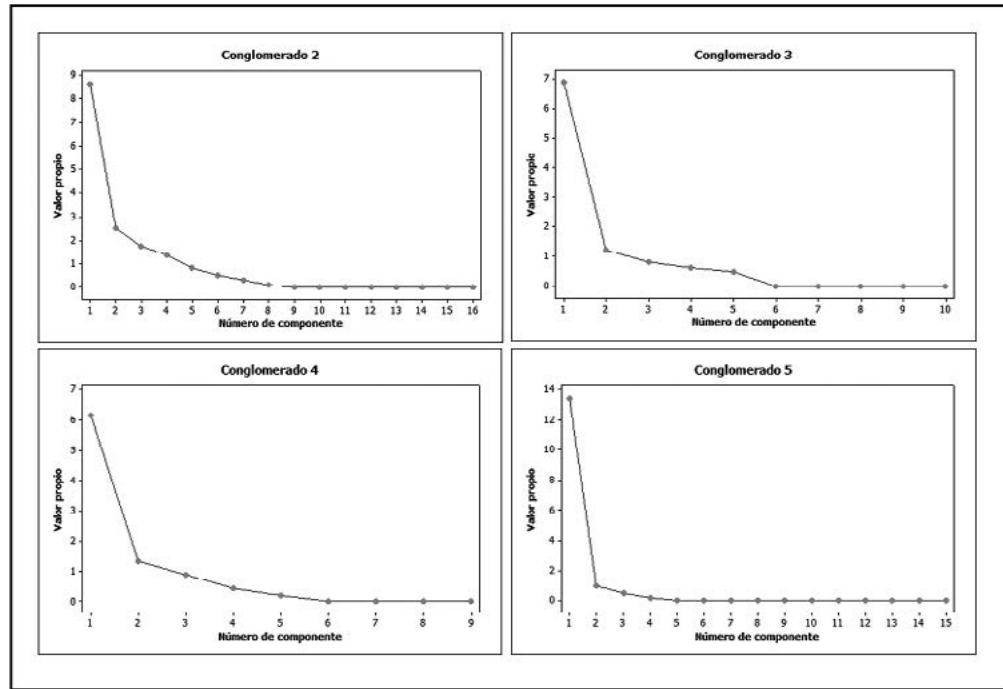 Conglomerado 2
Valor propio
9
8
7
6
5
4
3
2
1
0
1 2 3 4 5 6 7 8 9 10 11 12 13 14 15 16
Número de componente
Conglomerado 3
Valor propic
7
6
5
4
3
2
1
0
1 2 3 4 5 6 7 8 9 10
Número de componente
Conglomerado 4
Valor propio
7
6
5
4
3
2
1
0
1 2 3 4 5 6 7 8 9
Número de componente
Conglomerado 5
Valor propio
14
12
10
8
6
4
2
0
1 2 3 4 5 6 7 8 9 10 11 12 13 14 15
Número de componente